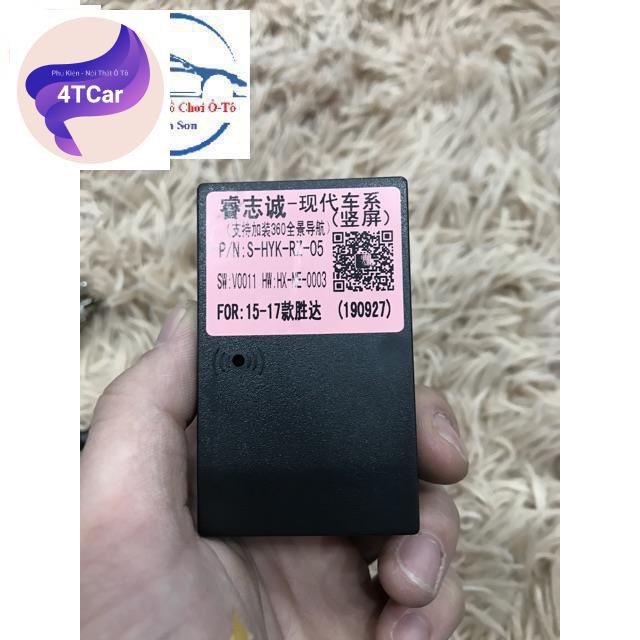 Phụ Kiện - Nội Thất Ô Tô
4TCar
Chơi Ô-Tô
Sơn
睿志诚-现代车系
(支持加装360全景导航)
(竖屏)
P/N:S-HYK-RZ-05
SW:V0011 HW:HX-ME-0003
FOR:15-17款胜达 (190927)